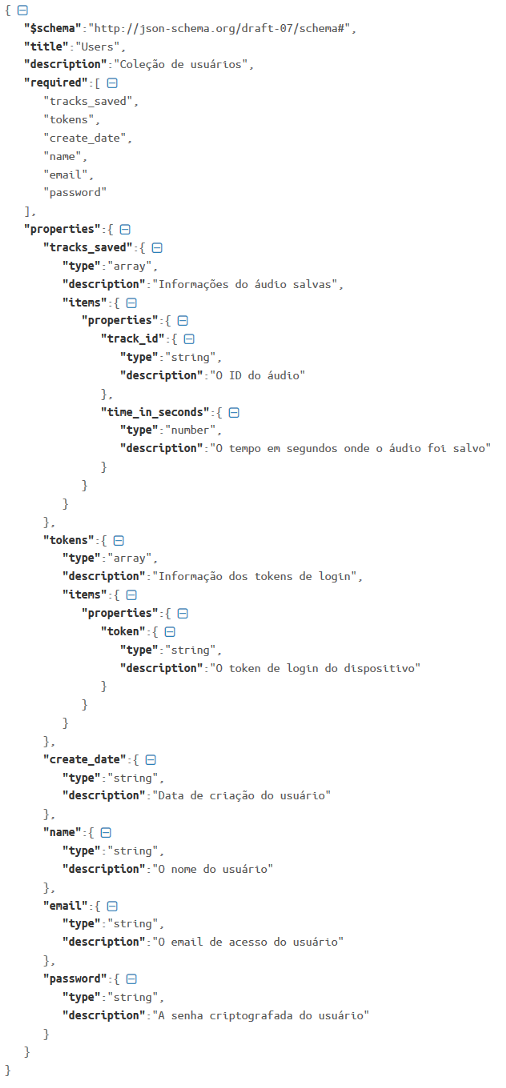 {
"$schema":"http://json-schema.org/draft-07/schema#",
"title":"Users",
"description":"Coleção de usuários",
"required":[
"tracks_saved",
"tokens",
"create_date",
"name",
"email",
"password"
],
"properties":{
"tracks_saved":{
"type":"array",
"description":"Informações do áudio salvas",
"items":{
"properties":{
"track_id":{
"type":"string",
"description":"O ID do áudio"
},
"time_in_seconds":{
"type":"number",
"description":"O tempo em segundos onde o áudio foi salvo"
}
}
}
},
"tokens":{
"type":"array",
"description":"Informação dos tokens de login",
"items":{
"properties":{
"token":{
"type":"string",
"description":"O token de login do dispositivo"
}
}
}
},
"create_date":{
"type":"string",
"description":"Data de criação do usuário"
},
"name":{
"type":"string",
"description":"O nome do usuário"
},
"email":{
"type":"string",
"description":"O email de acesso do usuário"
},
"password":{
"type":"string",
"description":"A senha criptografada do usuário"
}
}
}